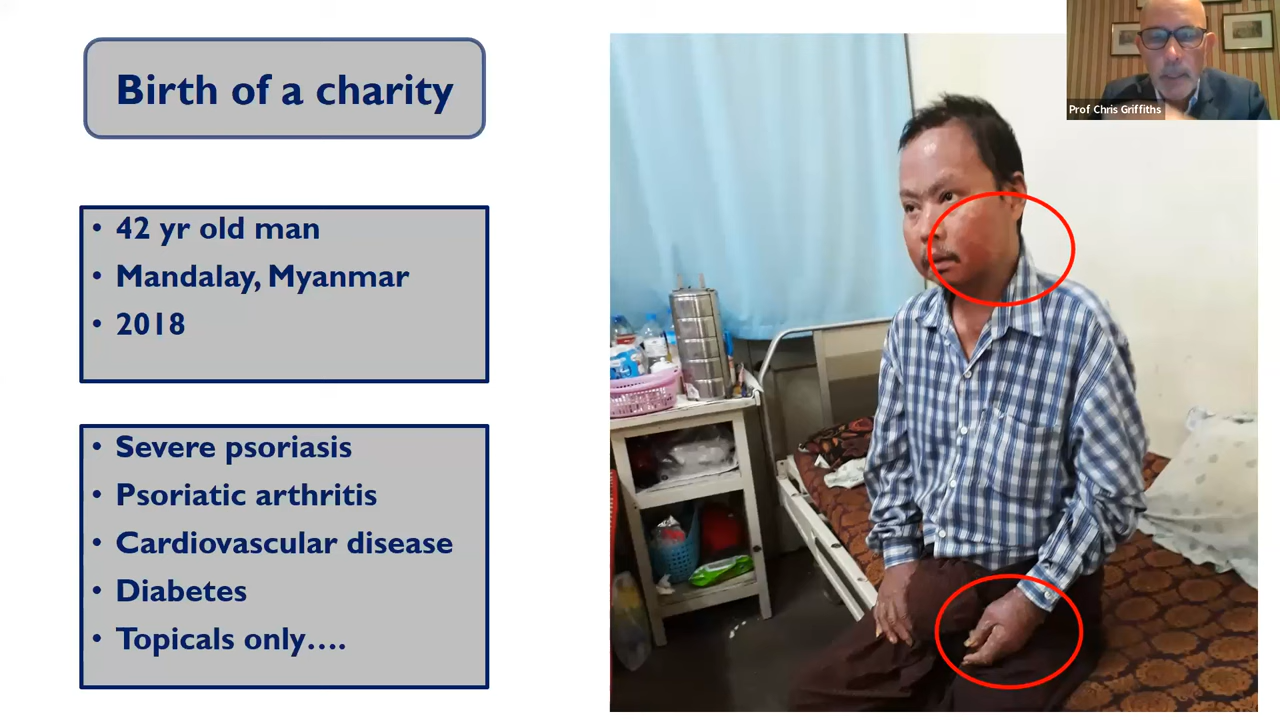 Birth of a charity
• 42 yr old man
• Mandalay, Myanmar
• 2018
• Severe psoriasis
• Psoriatic arthritis
• Cardiovascular disease
• Diabetes
• Topicals only….
Prof Chris Griffiths